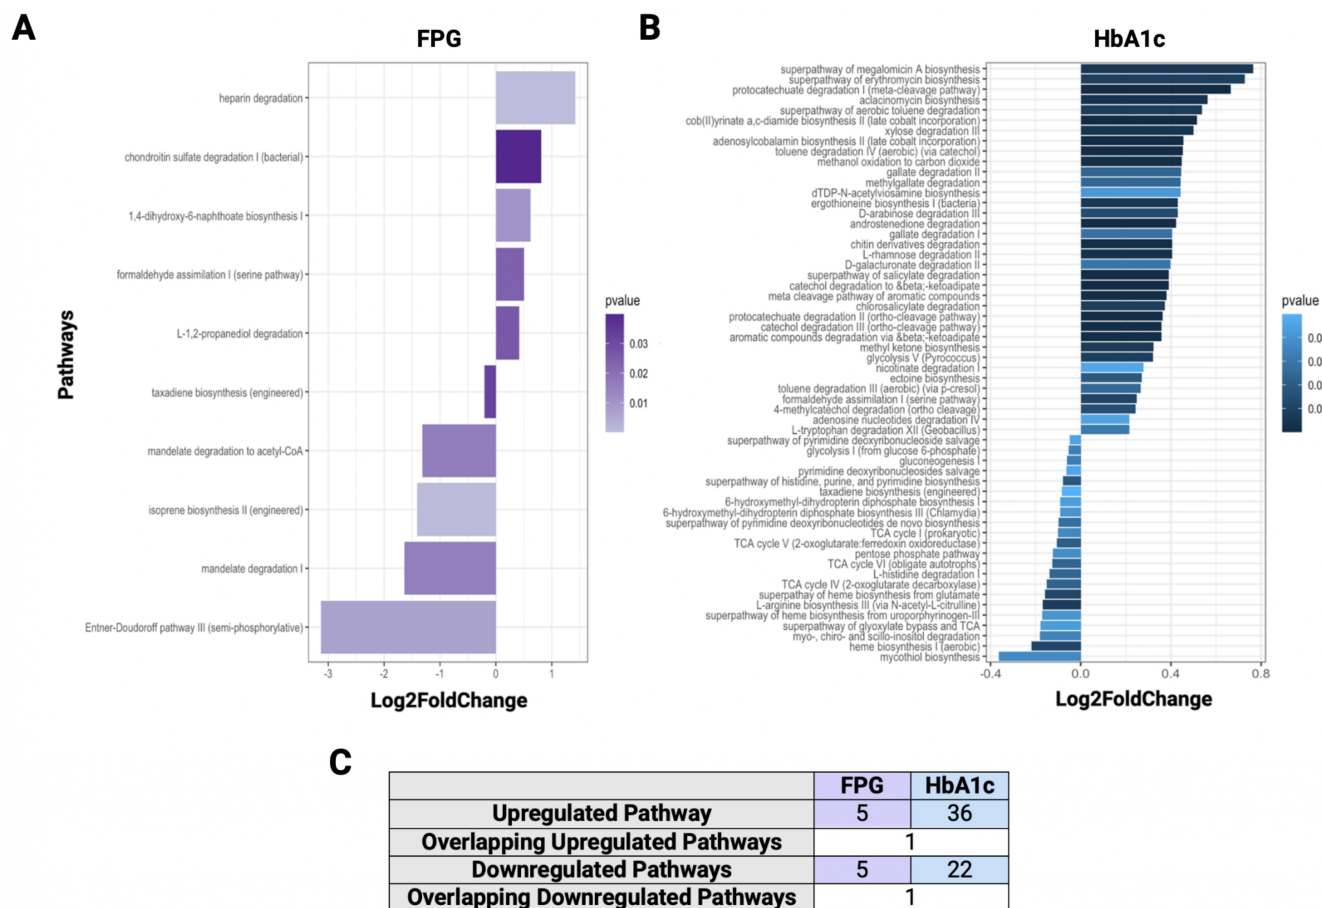 A
FPG
heparin degradation
chondroitin sulfate degradation I (bacterial)
1,4-dihydroxy-6-naphthoate biosynthesis I
formaldehyde assimilation I (serine pathway)
L-1,2-propanediol degradation
taxadiene biosynthesis (engineered)
mandelate degradation to acetyl-CoA
isoprene biosynthesis II (engineered)
mandelate degradation I
Entner-Doudoroff pathway III (semi-phosphorylative)
Pathways
-3 -2 -1 0 1
Log2FoldChange
pvalue
0.03
0.02
0.01
B
HbA1c
superpathway of megalomicin A biosynthesis
superpathway of erythromycin biosynthesis
protocatechuate degradation I (meta-cleavage pathway)
aclacinomycin biosynthesis
superpathway of aerobic toluene degradation
cob(II)yrinate a,c-diamide biosynthesis II (late cobalt incorporation)
xylose degradation III
adenosylcobalamin biosynthesis II (late cobalt incorporation)
toluene degradation IV (aerobic) (via catechol)
methanol oxidation to carbon dioxide
gallate degradation II
methylgallate degradation
dTDP-N-acetylviosamine biosynthesis
ergothioneine biosynthesis I (bacteria)
D-arabinose degradation III
androstenedione degradation
gallate degradation I
chitin derivatives degradation
L-rhamnose degradation II
D-galacturonate degradation II
superpathway of salicylate degradation
catechol degradation to &beta;-ketoadipate
meta cleavage pathway of aromatic compounds
chlorosalicylate degradation
protocatechuate degradation II (ortho-cleavage pathway)
catechol degradation III (ortho-cleavage pathway)
aromatic compounds degradation via &beta;-ketoadipate
methyl ketone biosynthesis
glycolysis V (Pyrococcus)
nicotinate degradation I
ectoine biosynthesis
toluene degradation III (aerobic) (via p-cresol)
formaldehyde assimilation I (serine pathway)
4-methylcatechol degradation (ortho cleavage)
adenosine nucleotides degradation IV
L-tryptophan degradation XII (Geobacillus)
superpathway of pyrimidine deoxyribonucleoside salvage
glycolysis I (from glucose 6-phosphate)
gluconeogenesis I
pyrimidine deoxyribonucleosides salvage
superpathway of histidine, purine, and pyrimidine biosynthesis
taxadiene biosynthesis (engineered)
6-hydroxymethyl-dihydropterin diphosphate biosynthesis I
6-hydroxymethyl-dihydropterin diphosphate biosynthesis III (Chlamydia)
superpathway of pyrimidine deoxyribonucleotides de novo biosynthesis
TCA cycle I (prokaryotic)
TCA cycle V (2-oxoglutarate:ferredoxin oxidoreductase)
pentose phosphate pathway
TCA cycle VI (obligate autotrophs)
L-histidine degradation I
TCA cycle IV (2-oxoglutarate decarboxylase)
superpathay of heme biosynthesis from glutamate
L-arginine biosynthesis III (via N-acetyl-L-citrulline)
superpathway of heme biosynthesis from uroporphyrinogen-III
superpathway of glyoxylate bypass and TCA
myo-, chiro- and scillo-inositol degradation
heme biosynthesis I (aerobic)
mycothiol biosynthesis
-0.4 0.0 0.4 0.8
Log2FoldChange
pvalue
0.0
0.0
0.0
0.0
C
FPG HbA1c
Upregulated Pathway 5 36
Overlapping Upregulated Pathways 1
Downregulated Pathways 5 22
Overlapping Downregulated Pathways 1